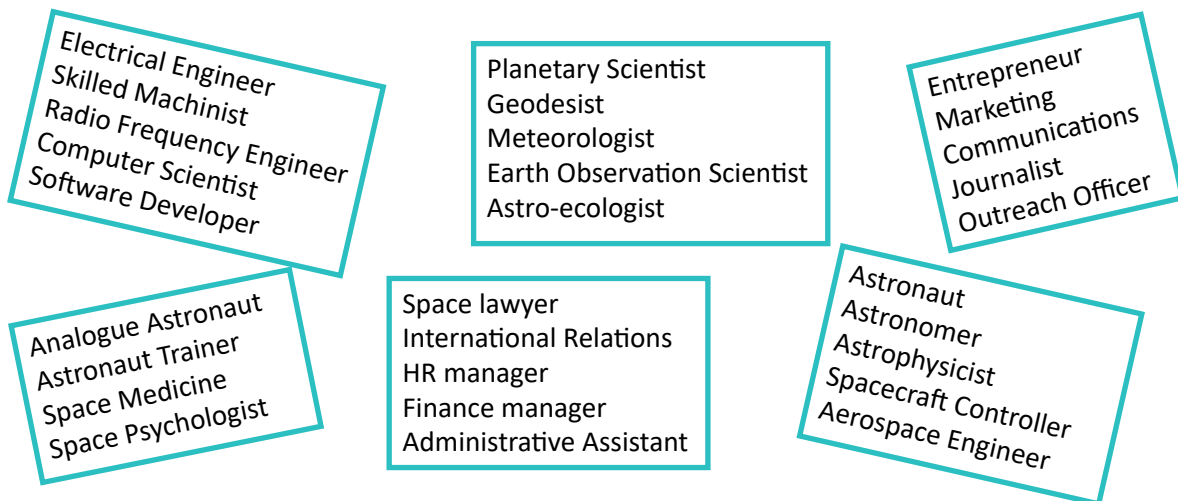 Electrical Engineer
Skilled Machinist
Radio Frequency Engineer
Computer Scientist
Software Developer
Planetary Scientist
Geodesist
Meteorologist
Earth Observation Scientist
Astro-ecologist
Entrepreneur
Marketing
Communications
Journalist
Outreach Officer
Analogue Astronaut
Astronaut Trainer
Space Medicine
Space Psychologist
Space lawyer
International Relations
HR manager
Finance manager
Administrative Assistant
Astronaut
Astronomer
Astrophysicist
Spacecraft Controller
Aerospace Engineer